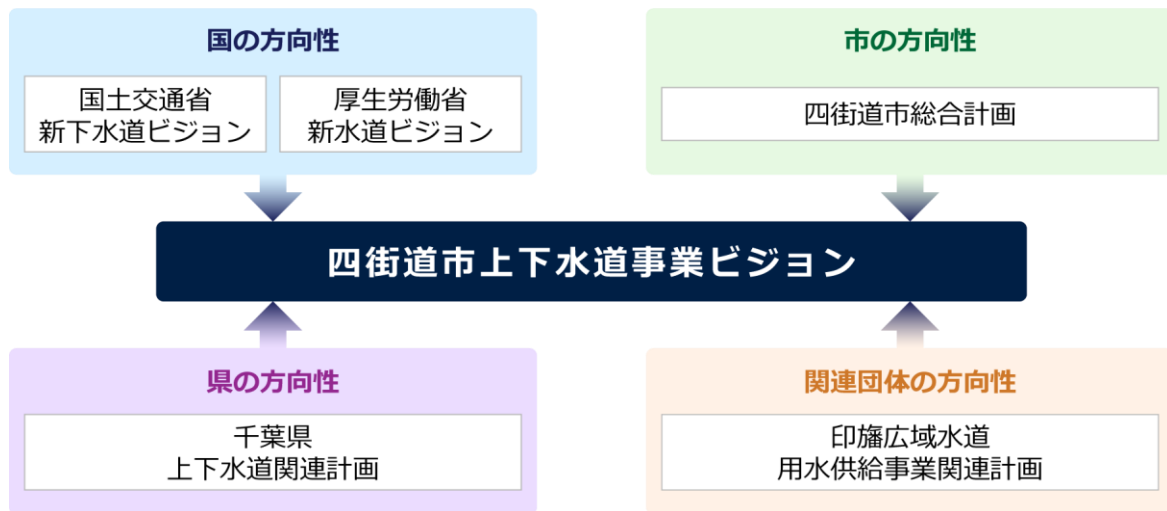 国の方向性
国土交通省
新下水道ビジョン
厚生労働省
新水道ビジョン
市の方向性
四街道市総合計画
四街道市上下水道事業ビジョン
県の方向性
千葉県
上下水道関連計画
関連団体の方向性
印旛広域水道
用水供給事業関連計画